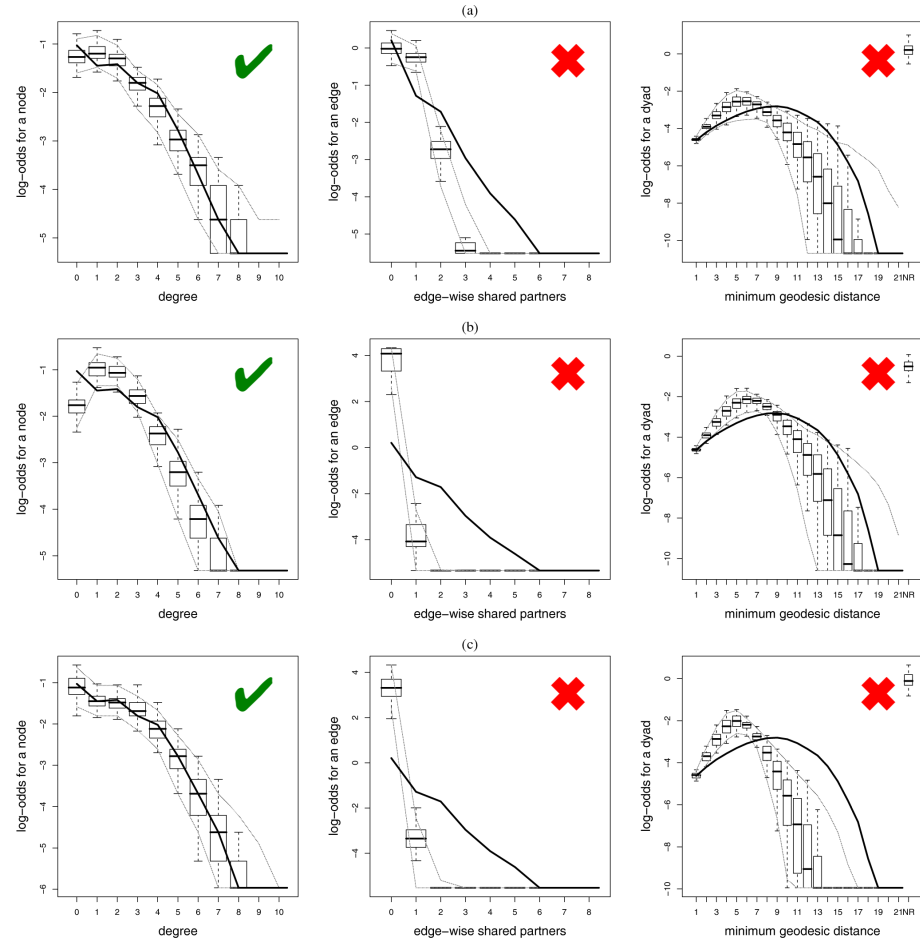 (a)
log−odds for a node
−1
−2
−3
−4
−5
0 1 2 3 4 5 6 7 8 10
degree
log−odds for an edge
0
−1
−2
−3
−4
−5
0 1 2 3 4 5 6 8
edge−wise shared partners
log−odds for a dyad
0
−2
−4
−6
−8
−10
1 3 5 7 9 11 13 15 17 19 21NR
minimum geodesic distance
(b)
log−odds for a node
−1
−2
−3
−4
−5
0 1 2 3 4 5 6 7 8 10
degree
log−odds for an edge
4
2
0
−2
−4
0 1 2 3 4 5 6 8
edge−wise shared partners
log−odds for a dyad
0
−2
−4
−6
−8
−10
1 3 5 7 9 11 13 15 17 19 21NR
minimum geodesic distance
(c)
log−odds for a node
−1
−2
−3
−4
−5
−6
0 1 2 3 4 5 6 7 8 10
degree
log−odds for an edge
4
2
0
−2
−4
0 1 2 3 4 5 6 8
edge−wise shared partners
log−odds for a dyad
0
−2
−4
−6
−8
−10
1 3 5 7 9 11 13 15 17 19 21NR
minimum geodesic distance